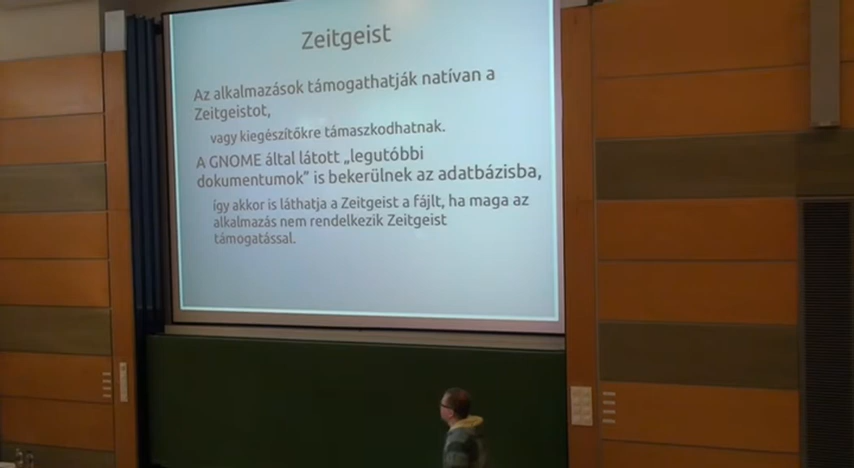 Zeitgeist
Az alkalmazások támogathatják natívan a
Zeitgeistot,
vagy kiegészítőkre támaszkodhatnak.
A GNOME által látott „legutóbbi
dokumentumok” is bekerülnek az adatbázisba,
így akkor is láthatja a Zeitgeist a fájlt, ha maga az
alkalmazás nem rendelkezik Zeitgeist
támogatással.